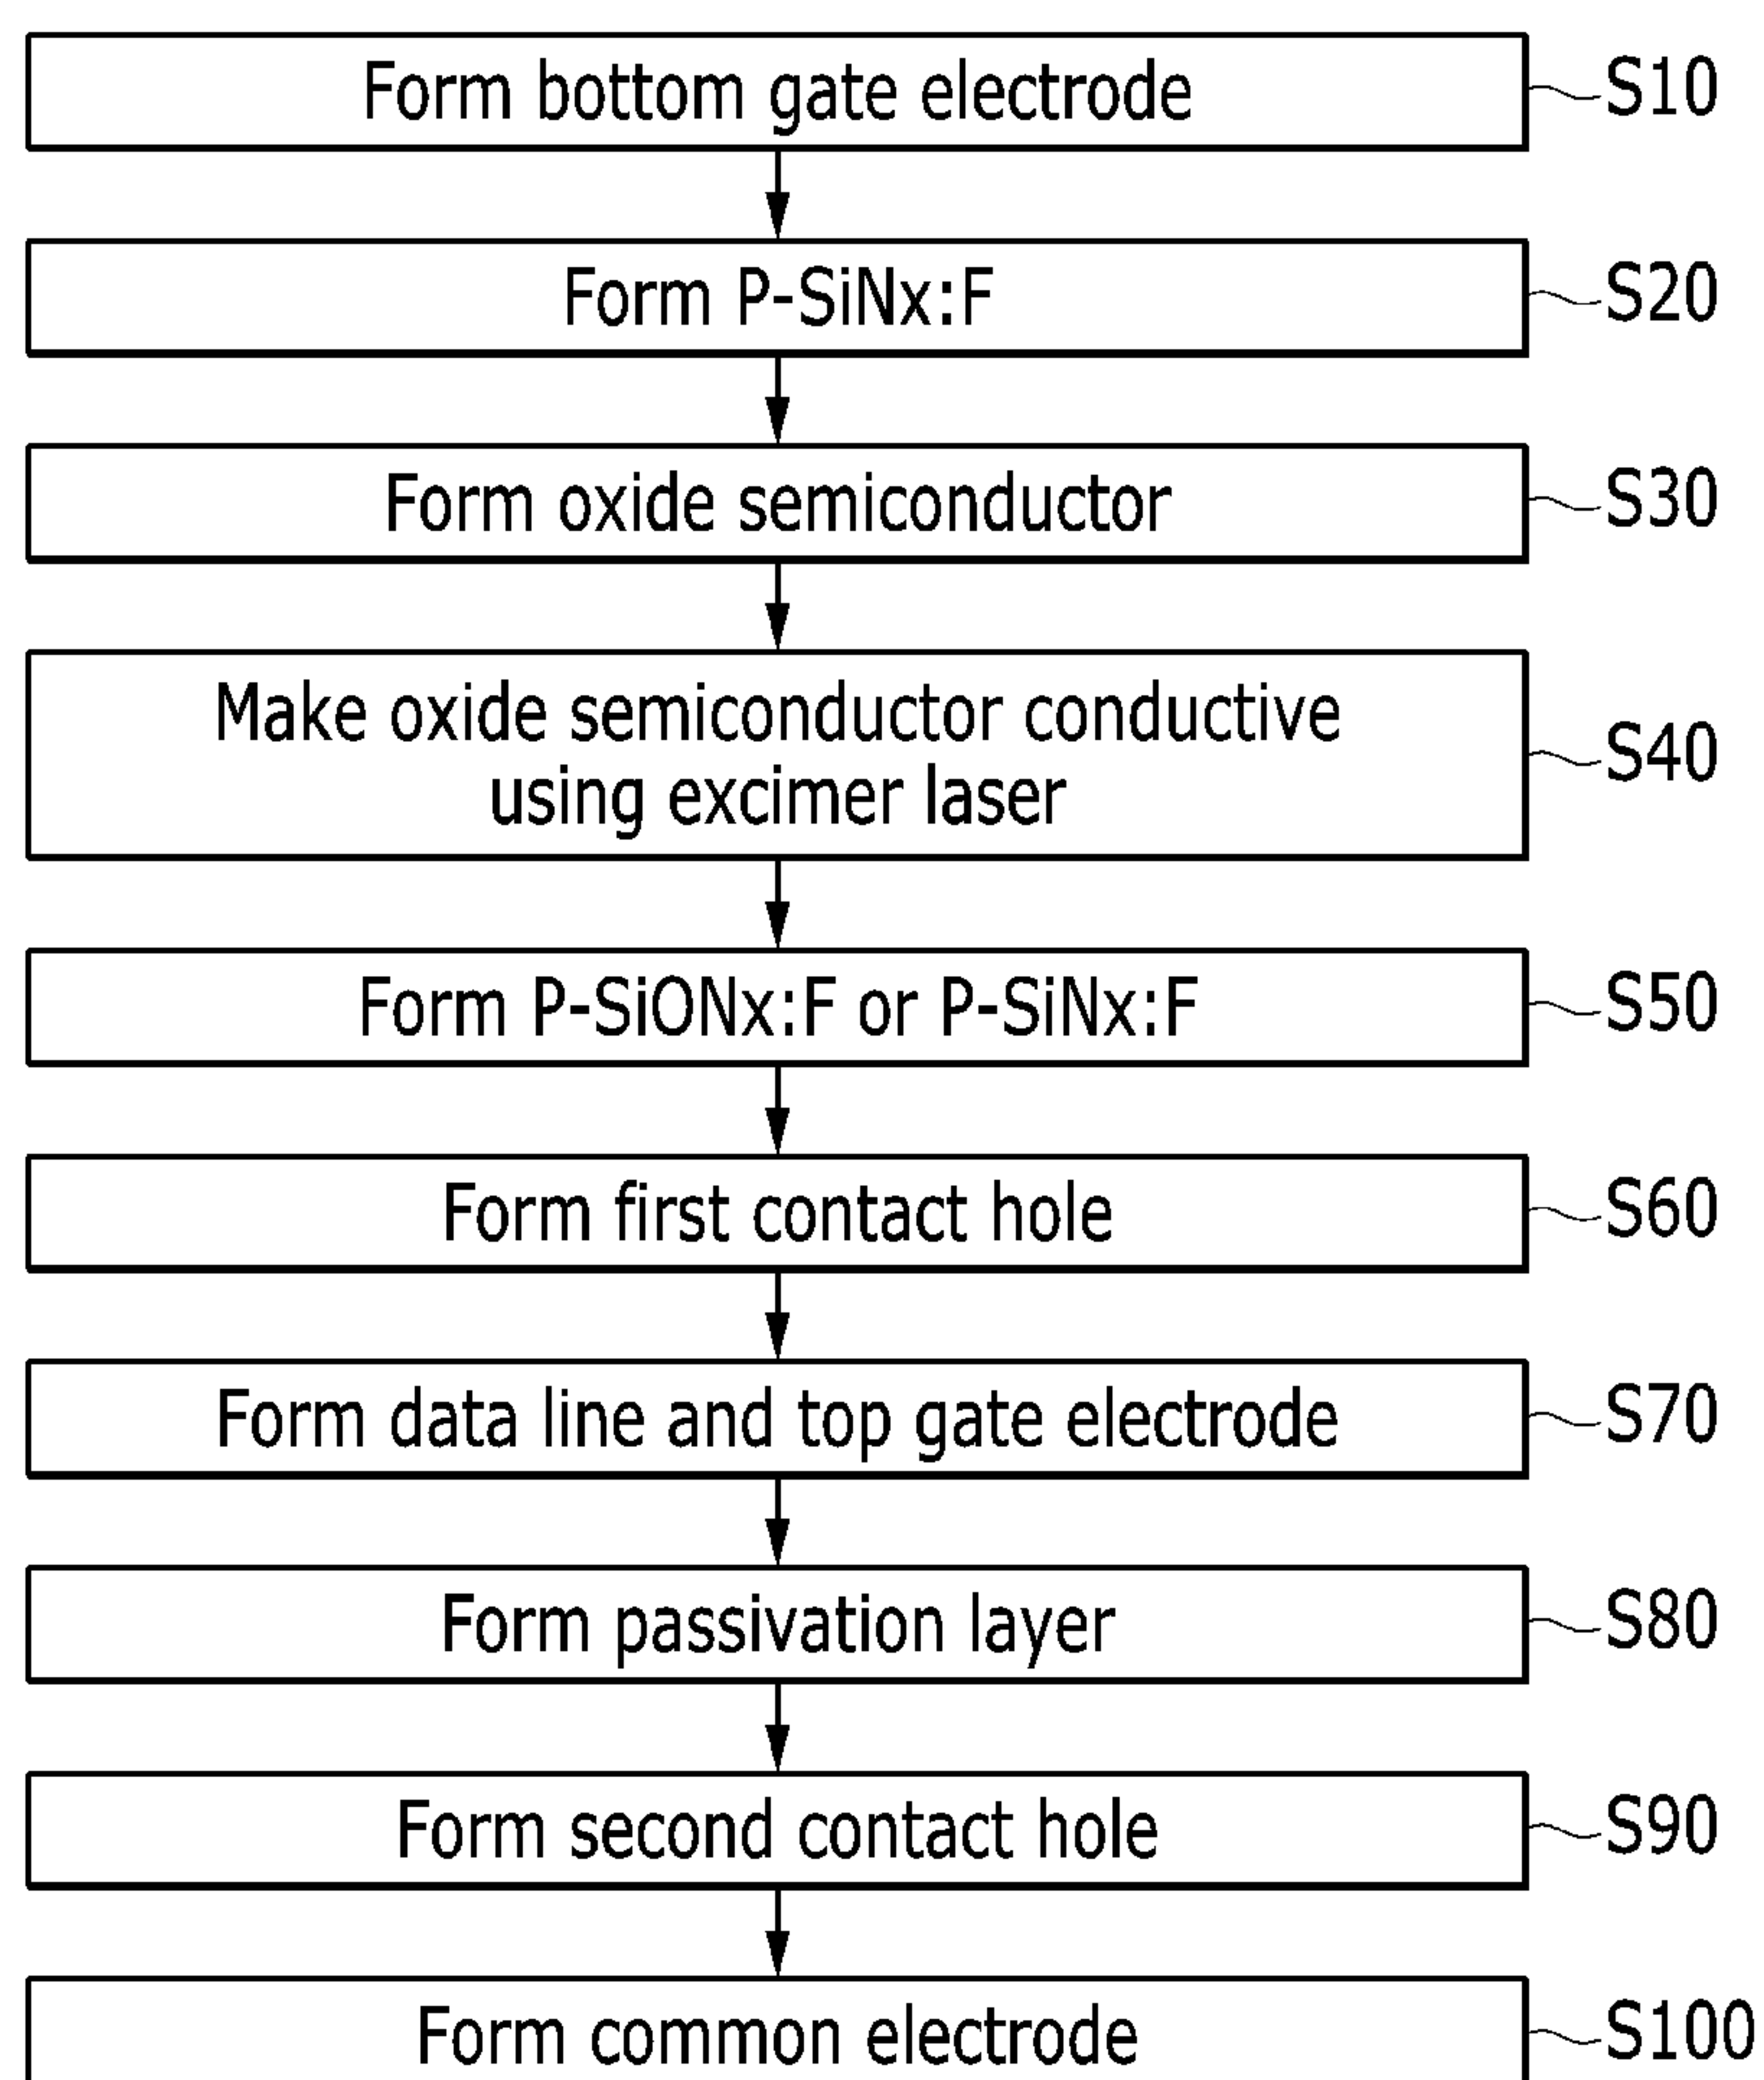 Form bottom gate electrode
S10
Form P-SiNx:F
S20
Form oxide semiconductor
S30
Make oxide semiconductor conductive
using excimer laser
S40
Form P-SiONx:F or P-SiNx:F
S50
Form first contact hole
S60
Form data line and top gate electrode
S70
Form passivation layer
S80
Form second contact hole
S90
Form common electrode
S100